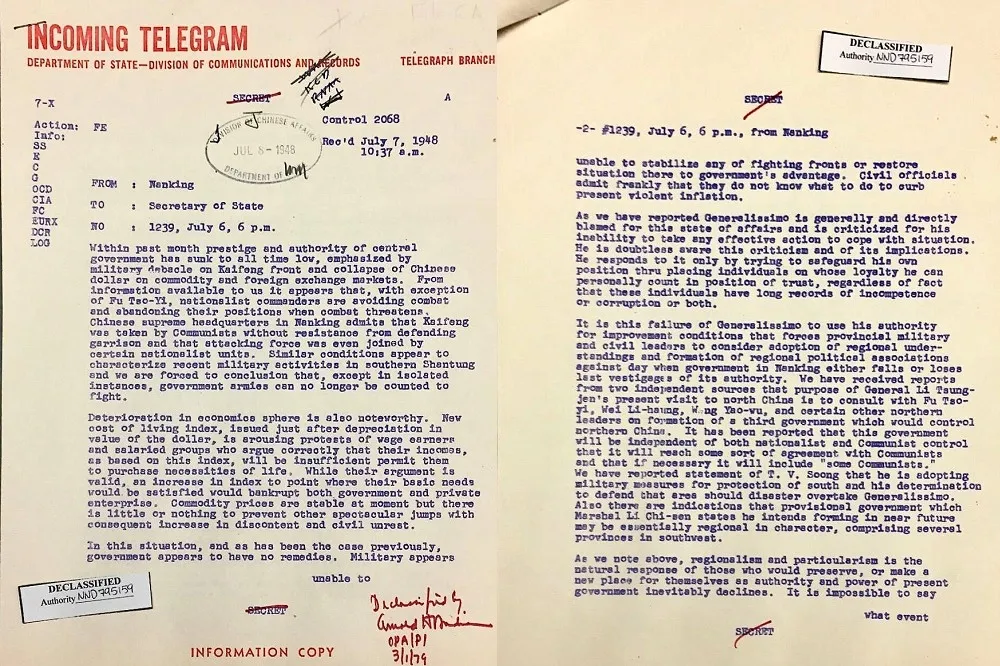 INCOMING TELEGRAM
DEPARTMENT OF STATE—DIVISION OF COMMUNICATIONS AND RECORDS TELEGRAPH BRANCH
7-X
SECRET
A
Control 2068
Action: FE
Info:
SS
E
C
G
OCD
CIA
FC
EURX
DCR
LOG
DIVISION OF CHINESE AFFAIRS
JUL 8 - 1948
DEPARTMENT OF
Rec'd July 7, 1948
10:37 a.m.
FROM : Nanking
TO : Secretary of State
NO : 1239, July 6, 6 p.m.
Within past month prestige and authority of central
government has sunk to all time low, emphasized by
military debacle on Kaifeng front and collapse of Chinese
dollar on commodity and foreign exchange markets. From
information available to us it appears that, with exception
of Fu Tso-Yi, nationalist commanders are avoiding combat
and abandoning their positions when combat threatens.
Chinese supreme headquarters in Nanking admits that Kaifeng
was taken by Communists without resistance from defending
garrison and that attacking force was even joined by
certain nationalist units. Similar conditions appear to
characterize recent military activities in southern Shantung
and we are forced to conclusion that, except in isolated
instances, government armies can no longer be counted to
fight.
Deterioration in economics sphere is also noteworthy. New
cost of living index, issued just after depreciation in
value of the dollar, is arousing protests of wage earners
and salaried groups who argue correctly that their incomes,
as based on this index, will be insufficient permit them
to purchase necessities of life. While their argument is
valid, an increase in index to point where their basic needs
would be satisfied would bankrupt both government and private
enterprise. Commodity prices are stable at moment but there
is little or nothing to prevent other spectacular jumps with
consequent increase in discontent and civil unrest.
In this situation, and as has been the case previously,
government appears to have no remedies. Military appears
unable to
DECLASSIFIED
Authority NND 795159
SECRET
Declassified by
OPA/PI
3/1/79
INFORMATION COPY
DECLASSIFIED
Authority NND 795159
SECRET
-2- #1239, July 6, 6 p.m., from Nanking
unable to stabilize any of fighting fronts or restore
situation there to government's advantage. Civil officials
admit frankly that they do not know what to do to curb
present violent inflation.
As we have reported Generalissimo is generally and directly
blamed for this state of affairs and is criticized for his
inability to take any effective action to cope with situation.
He is doubtless aware this criticism and of its implications.
He responds to it only by trying to safeguard his own
position thru placing individuals on whose loyalty he can
personally count in position of trust, regardless of fact
that these individuals have long records of incompetence
or corruption or both.
It is this failure of Generalissimo to use his authority
for improvement conditions that forces provincial military
and civil leaders to consider adoption of regional under-
standings and formation of regional political associations
against day when government in Nanking either falls or loses
last vestigages of its authority. We have received reports
from two independent sources that purpose of General Li Tsung-
jen's present visit to north China is to consult with Fu Tso-
yi, Wei Li-haung, Wang Yao-wu, and certain other northern
leaders on formation of a third government which would control
northern China. It has been reported that this government
will be independent of both nationalist and Communist control
that it will reach some sort of agreement with Communists
and that if necessary it will include "some Communists."
We have reported statement of T. V. Soong that he is adopting
military measures for protection of south and his determination
to defend that area should disaster overtake Generalissimo.
Also there are indications that provisional government which
Marshal Li Chi-sen states he intends forming in near future
may be essentially regional in character, comprising several
provinces in southwest.
As we note above, regionalism and particularism is the
natural response of those who would preserve, or make a
new place for themselves as authority and power of present
government inevitably declines. It is impossible to say
what event
SECRET